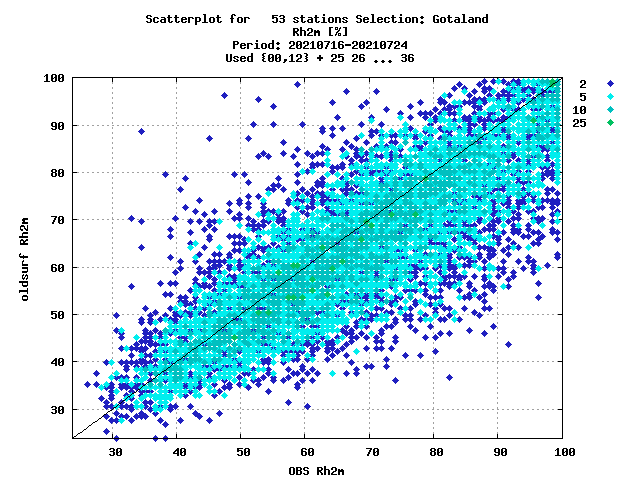 Scatterplot for   53 stations Selection: Gotaland
Rh2m [%]
Period: 20210716-20210724
Used {00,12} + 25 26 ... 36
2
5
10
25
100
90
80
70
60
50
40
30
oldsurf Rh2m
30 40 50 60 70 80 90 100
OBS Rh2m